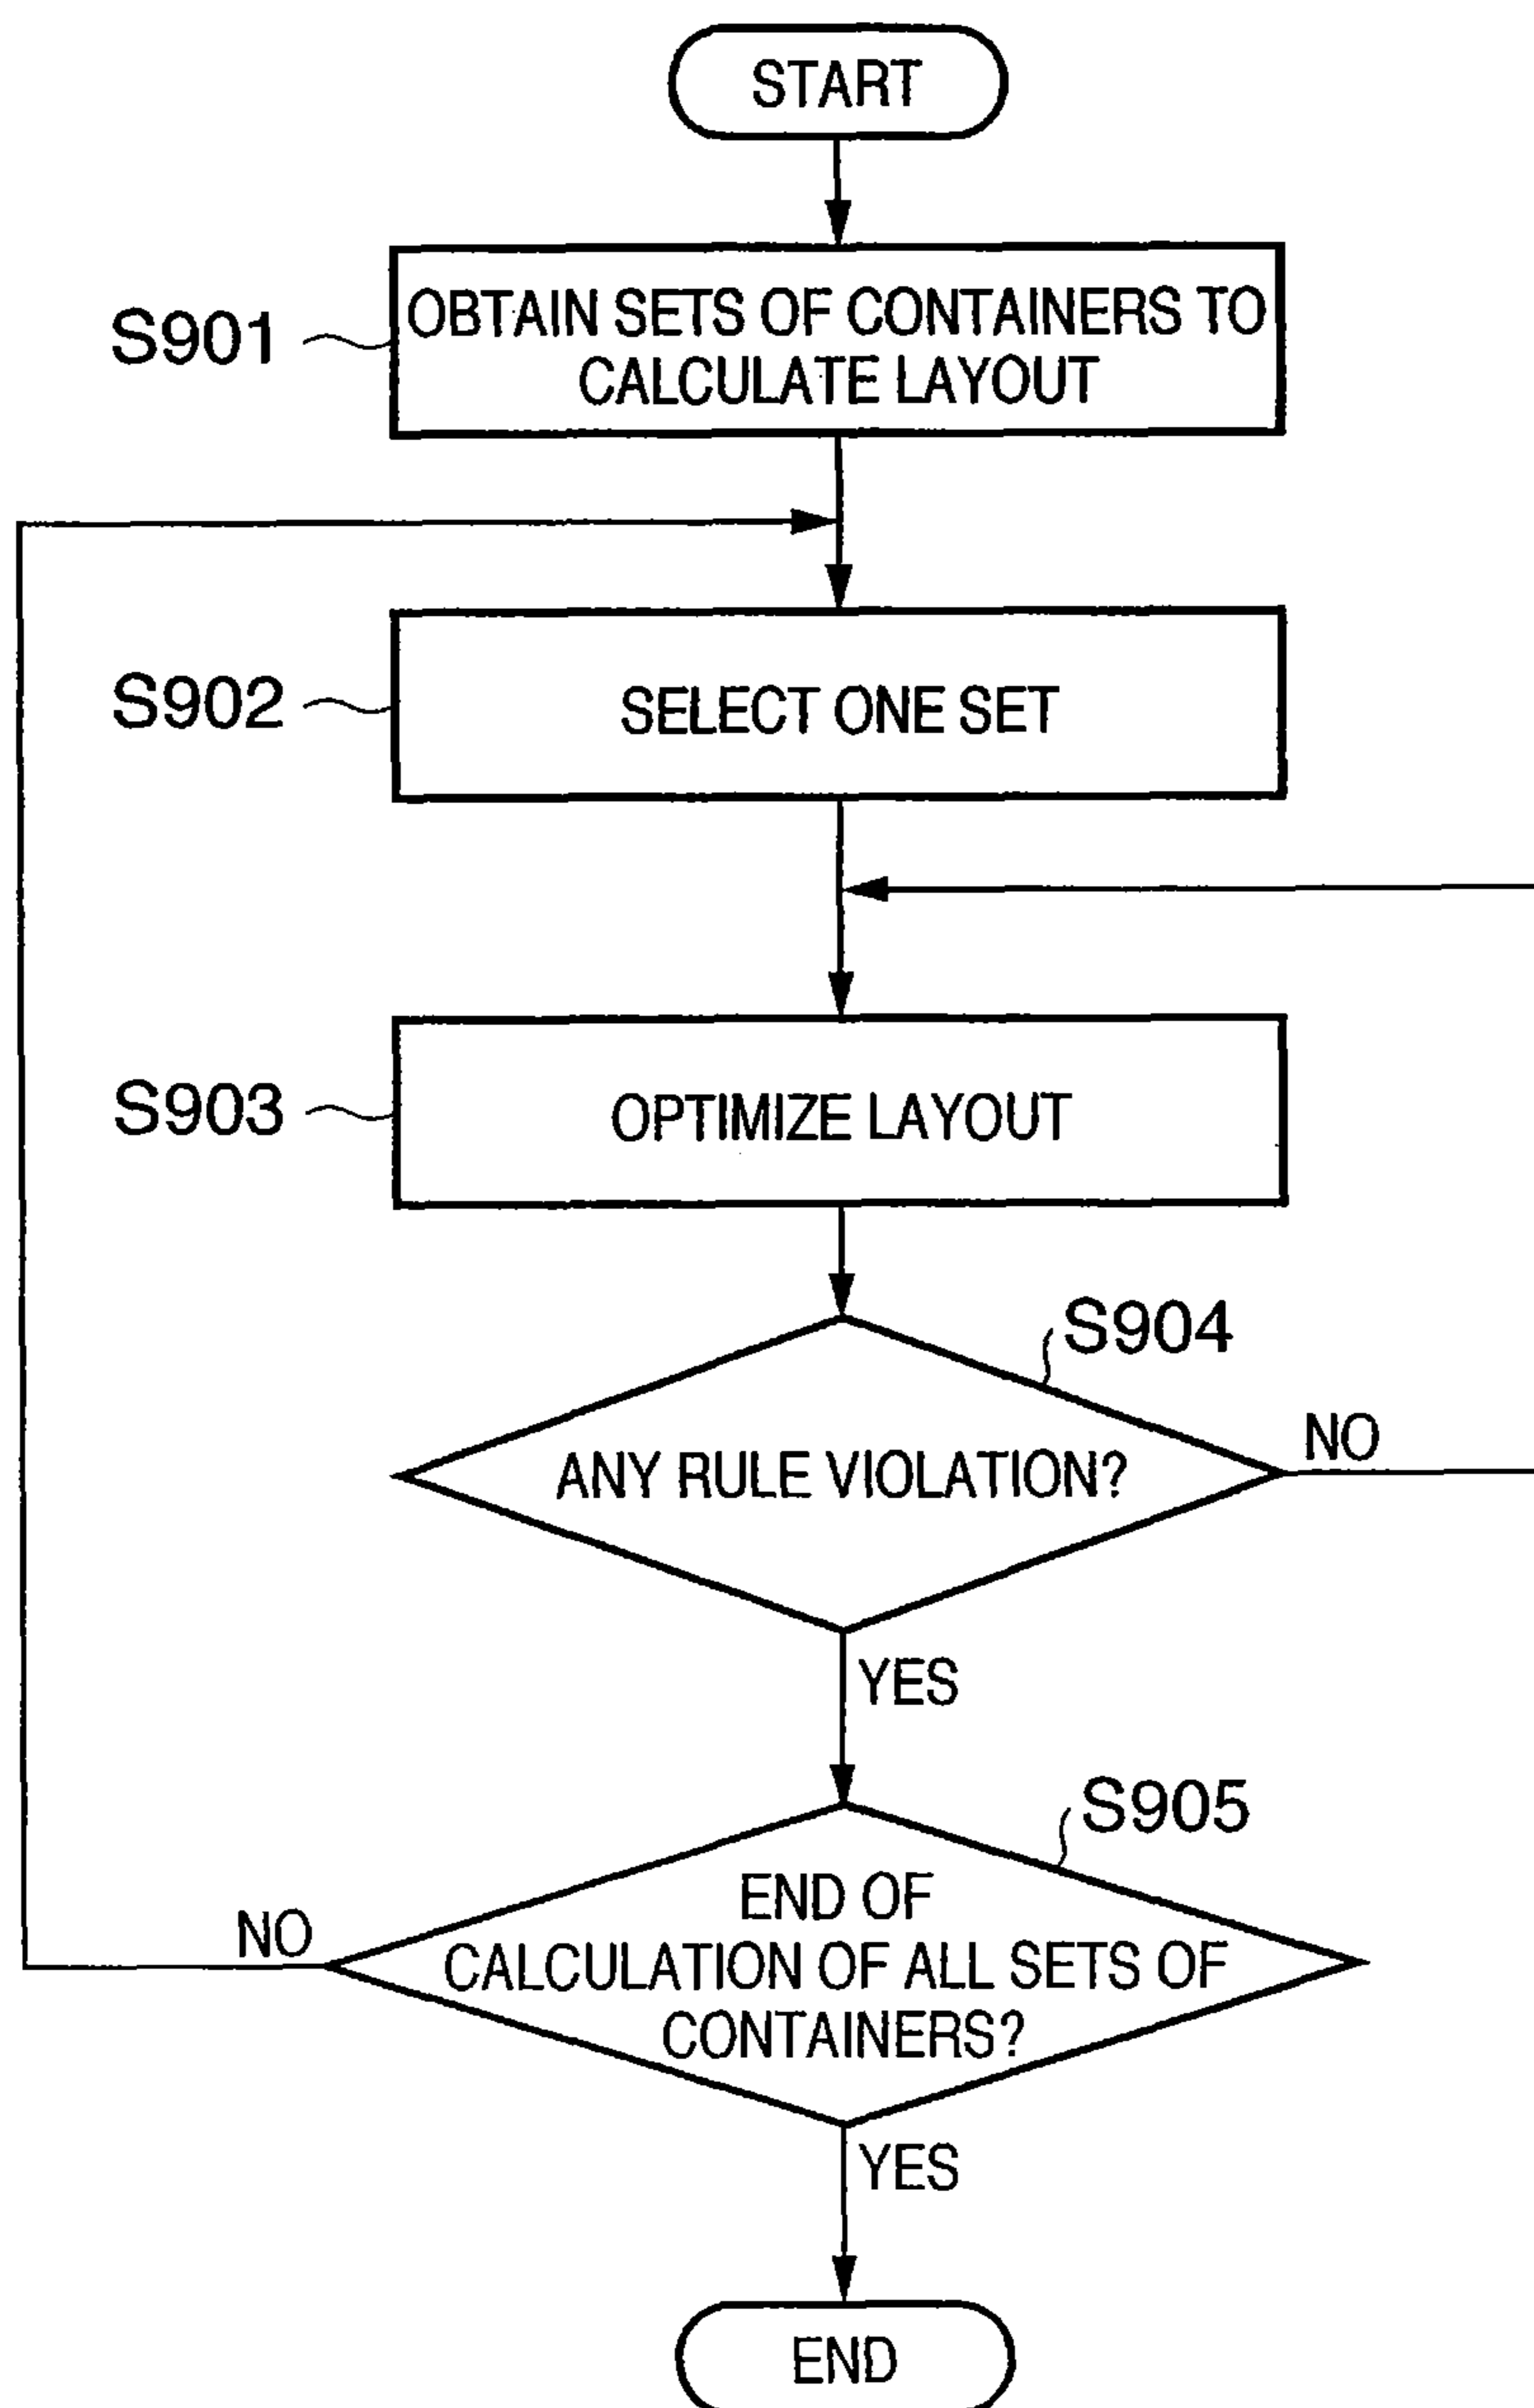 START
S901
OBTAIN SETS OF CONTAINERS TO
CALCULATE LAYOUT
S902
SELECT ONE SET
S903
OPTIMIZE LAYOUT
S904
ANY RULE VIOLATION?
NO
YES
S905
END OF
CALCULATION OF ALL SETS OF
CONTAINERS?
NO
YES
END